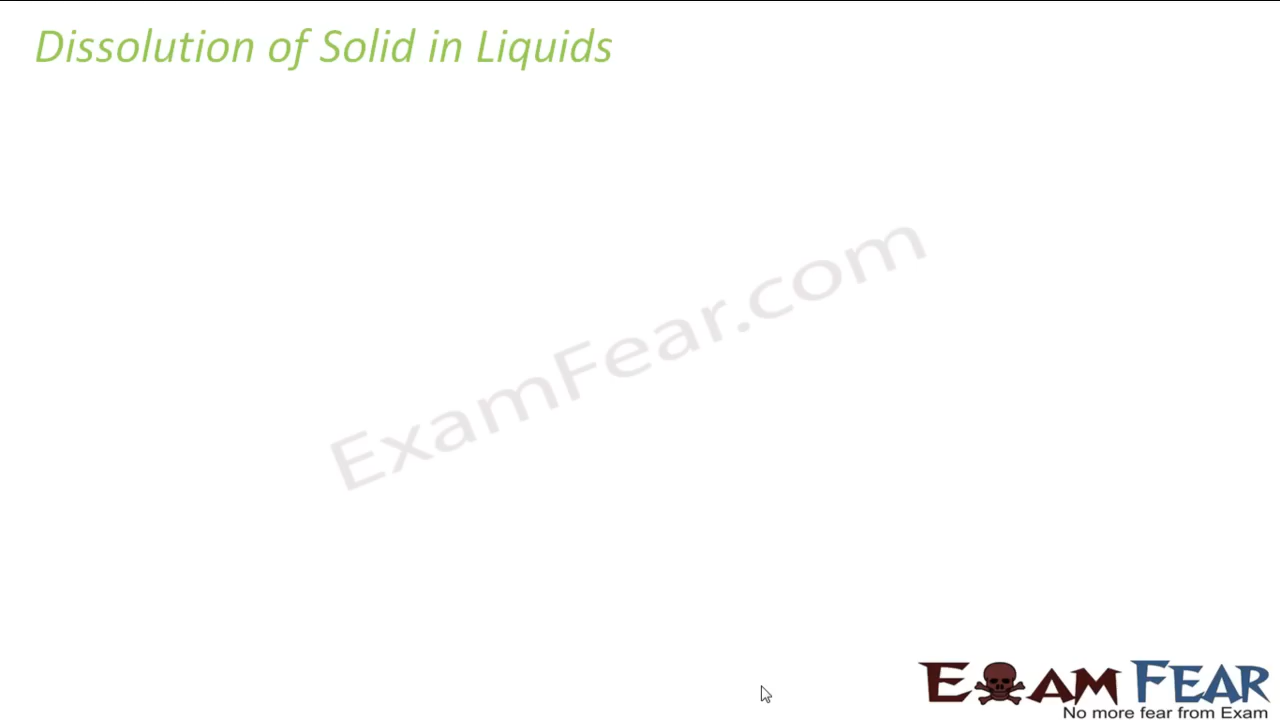 Dissolution of Solid in Liquids
ExamFear.com
EXAM FEAR
No more fear from Exam